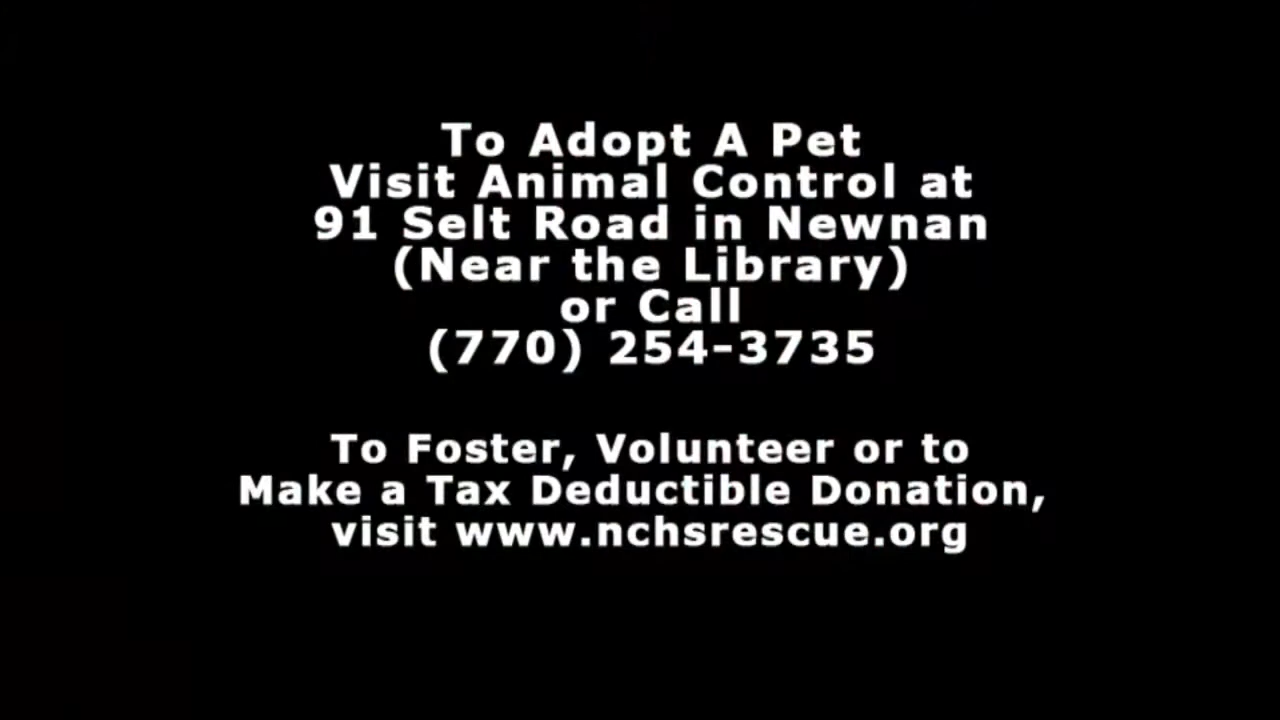 To Adopt A Pet
Visit Animal Control at
91 Selt Road in Newnan
(Near the Library)
or Call
(770) 254-3735
To Foster, Volunteer or to
Make a Tax Deductible Donation,
visit www.nchsrescue.org